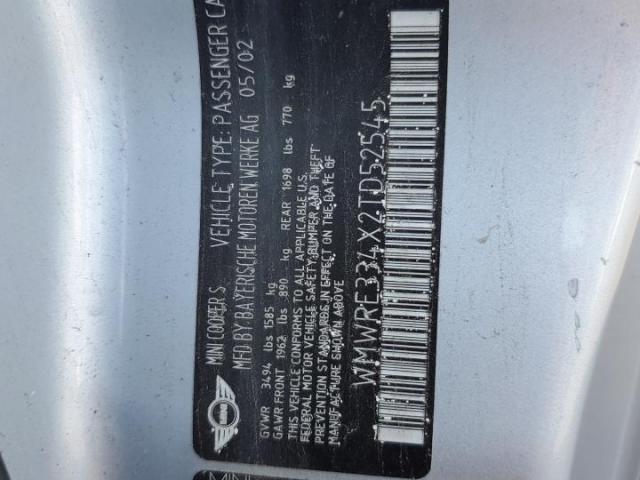 MINI COOPER S VEHICLE TYPE: PASSENGER CA
MFD BY BAYERISCHE MOTOREN WERKE AG 05/02
GVWR 3494 lbs 1585 kg
GAWR FRONT 1962 lbs 890 kg REAR 1698 lbs 770 kg
THIS VEHICLE CONFORMS TO ALL APPLICABLE U.S.
FEDERAL MOTOR VEHICLE SAFETY, BUMPER AND THEFT
PREVENTION STANDARDS IN EFFECT ON THE DATE OF
MANUFACTURE SHOWN ABOVE
WMWRE334X2TD52545